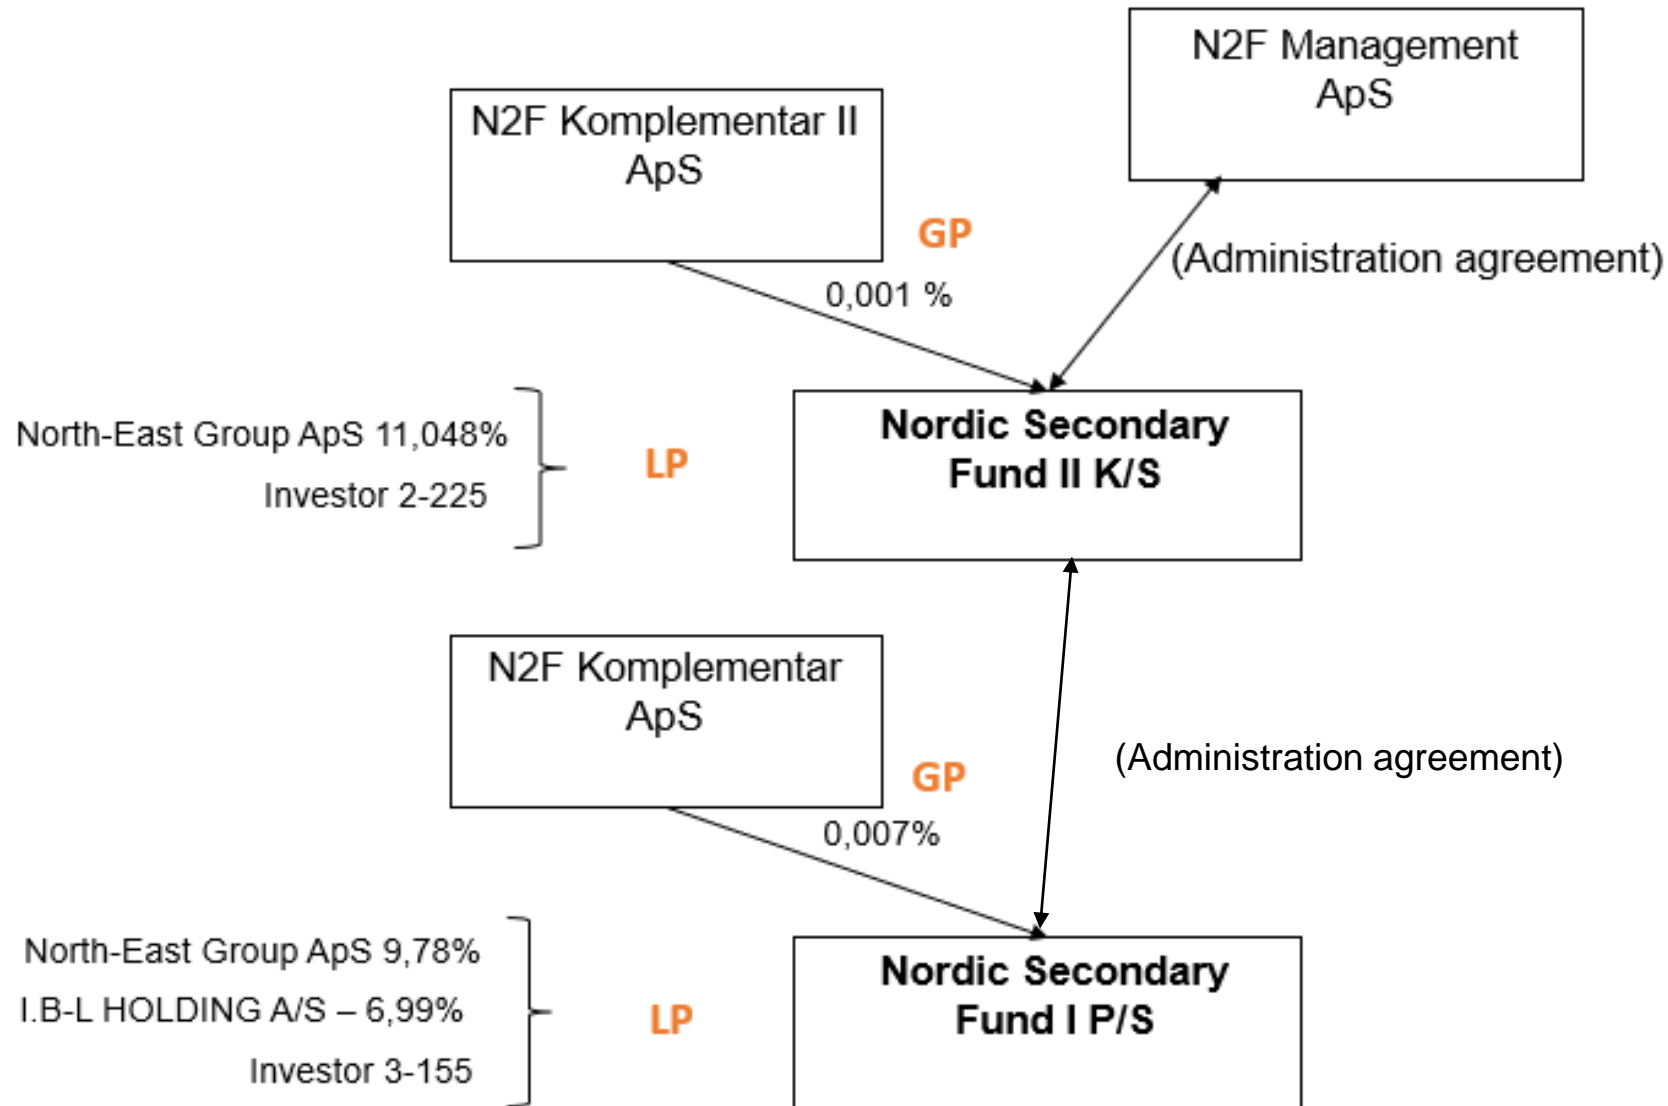 N2F Management
ApS
N2F Komplementar II
ApS
GP
(Administration agreement)
0,001 %
North-East Group ApS 11,048%
Investor 2-225
LP
Nordic Secondary
Fund II K/S
N2F Komplementar
ApS
GP
(Administration agreement)
0,007%
North-East Group ApS 9,78%
I.B-L HOLDING A/S – 6,99%
Investor 3-155
LP
Nordic Secondary
Fund I P/S